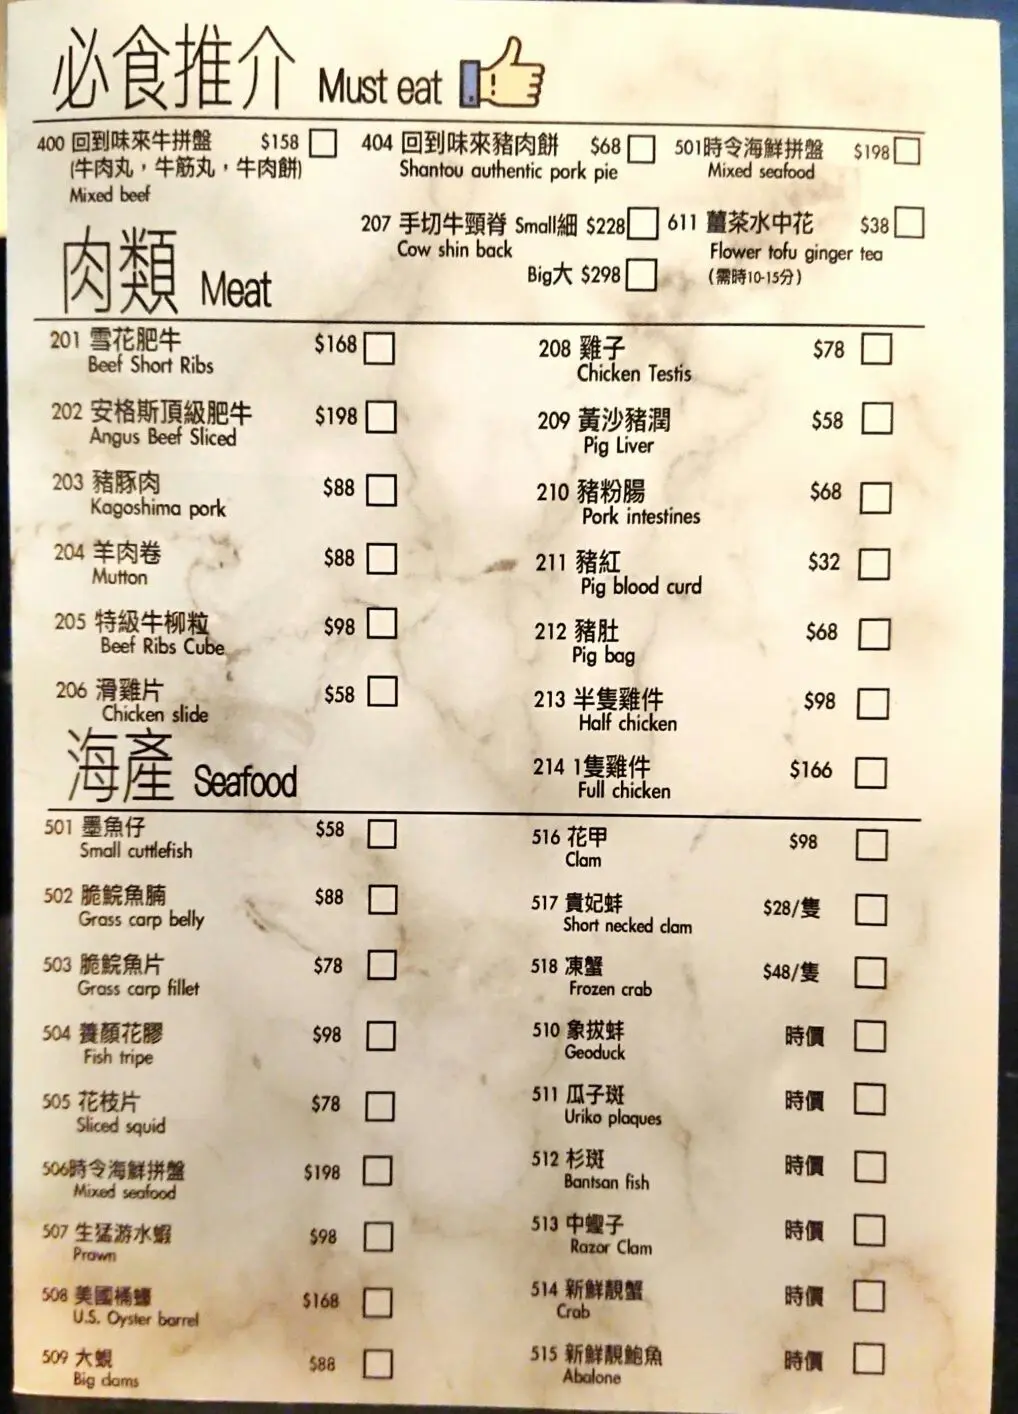 必食推介 Must eat
400 回到味來牛拼盤 $158
(牛肉丸，牛筋丸，牛肉餅)
Mixed beef
404 回到味來豬肉餅 $68
Shantou authentic pork pie
501時令海鮮拼盤 $198
Mixed seafood
207 手切牛頸脊 Small細 $228
Cow shin back
Big大 $298
611 薑茶水中花 $38
Flower tofu ginger tea
(需時10-15分)
肉類 Meat
201 雪花肥牛 $168
Beef Short Ribs
202 安格斯頂級肥牛 $198
Angus Beef Sliced
203 豬豚肉 $88
Kagoshima pork
204 羊肉卷 $88
Mutton
205 特級牛柳粒 $98
Beef Ribs Cube
206 滑雞片 $58
Chicken slide
208 雞子 $78
Chicken Testis
209 黃沙豬潤 $58
Pig Liver
210 豬粉腸 $68
Pork intestines
211 豬紅 $32
Pig blood curd
212 豬肚 $68
Pig bag
213 半隻雞件 $98
Half chicken
214 1隻雞件 $166
Full chicken
海產 Seafood
501 墨魚仔 $58
Small cuttlefish
502 脆鯇魚腩 $88
Grass carp belly
503 脆鯇魚片 $78
Grass carp fillet
504 養顏花膠 $98
Fish tripe
505 花枝片 $78
Sliced squid
506時令海鮮拼盤 $198
Mixed seafood
507 生猛游水蝦 $98
Prawn
508 美國桶蠔 $168
U.S. Oyster barrel
509 大蜆 $88
Big clams
516 花甲 $98
Clam
517 貴妃蚌 $28/隻
Short necked clam
518 凍蟹 $48/隻
Frozen crab
510 象拔蚌 時價
Geoduck
511 瓜子斑 時價
Uriko plaques
512 杉斑 時價
Bantsan fish
513 中蟶子 時價
Razor Clam
514 新鮮靚蟹 時價
Crab
515 新鮮靚鮑魚 時價
Abalone